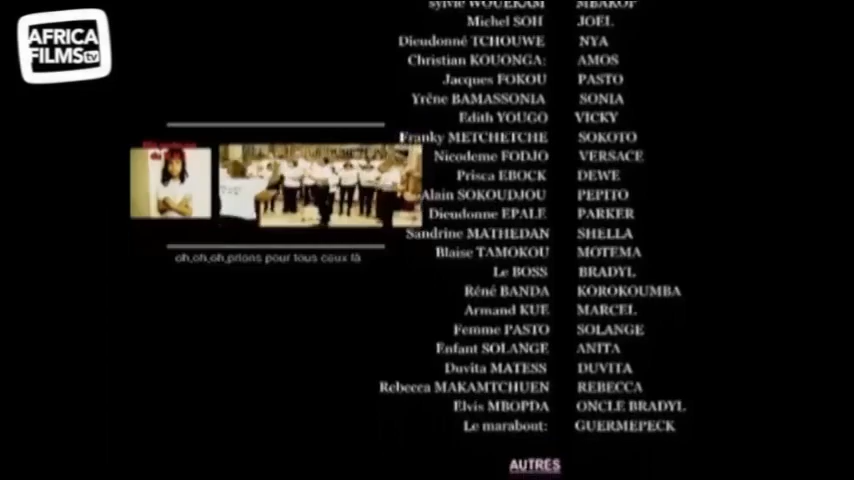 AFRICA
FILMS tv
sylvie WOUEKAM MBAKOP
Michel SOH JOEL
Dieudonné TCHOUWE NYA
Christian KOUONGA: AMOS
Jacques FOKOU PASTO
Yrène BAMASSONIA SONIA
Edith YOUGO VICKY
Franky METCHETCHE SOKOTO
Nicodeme FODJO VERSACE
Prisca EBOCK DEWE
Alain SOKOUDJOU PEPITO
Dieudonne EPALE PARKER
Sandrine MATHEDAN SHELLA
Blaise TAMOKOU MOTEMA
Le BOSS BRADYL
Réné BANDA KOROKOUMBA
Armand KUE MARCEL
Femme PASTO SOLANGE
Enfant SOLANGE ANITA
Duvita MATESS DUVITA
Rebecca MAKAMTCHUEN REBECCA
Elvis MBOPDA ONCLE BRADYL
Le marabout: GUERMEPECK
oh,oh,oh,prions pour tous ceux là
AUTRES